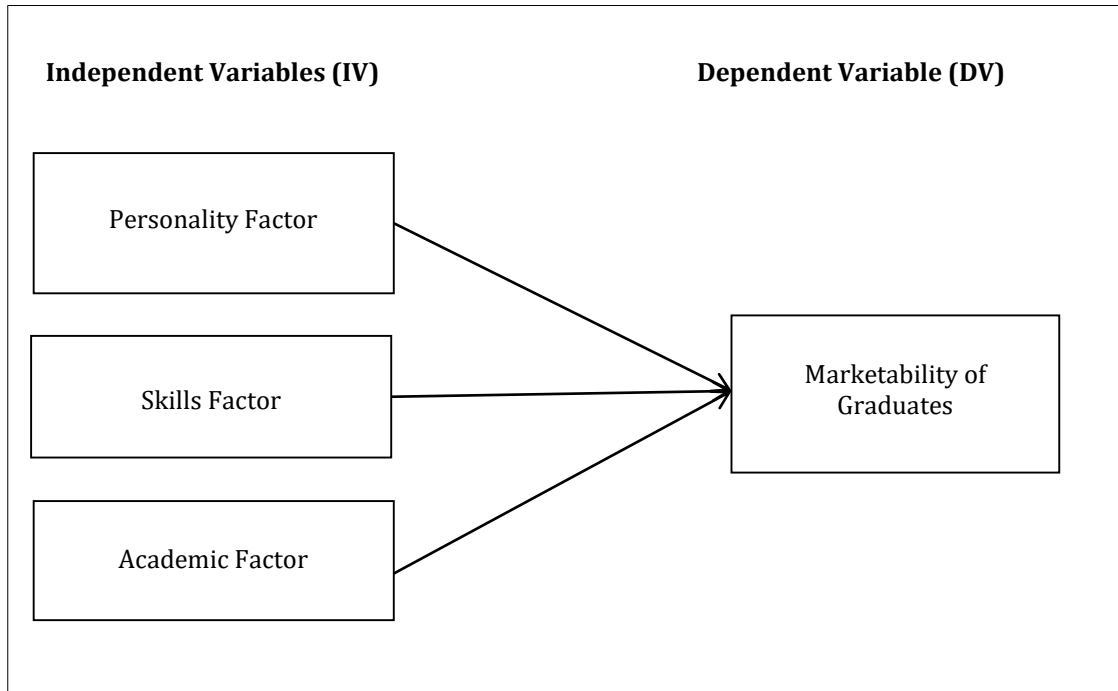 Independent Variables (IV)
Dependent Variable (DV)
Personality Factor
Skills Factor
Academic Factor
Marketability of
Graduates